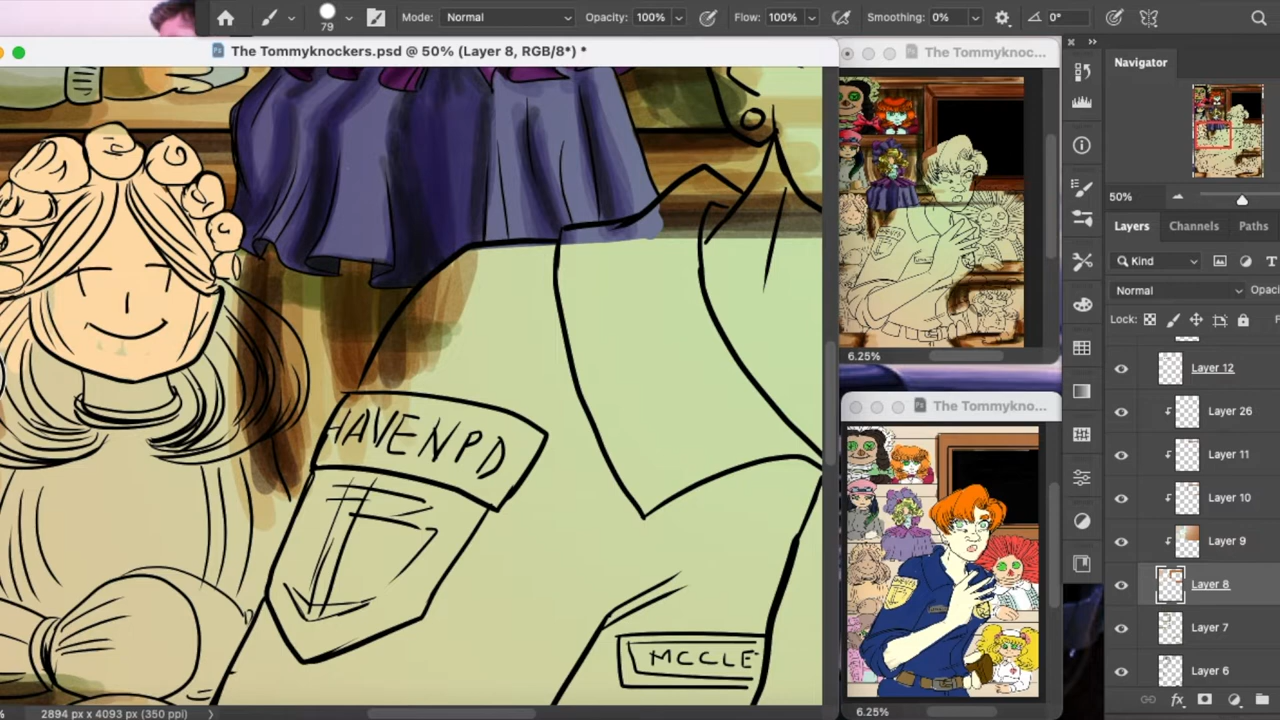 79
Mode: Normal
Opacity: 100%
Flow: 100%
Smoothing: 0%
0°
The Tommyknockers.psd @ 50% (Layer 8, RGB/8*) *
The Tommyknoc...
Navigator
50%
Layers Channels Paths
Kind
T
Normal
Opaci
Lock:
F
Layer 12
Layer 26
Layer 11
Layer 10
Layer 9
Layer 8
Layer 7
Layer 6
fx
6.25%
The Tommykno...
6.25%
HAVEN PD
MCCLE
2894 px x 4093 px (350 ppi)